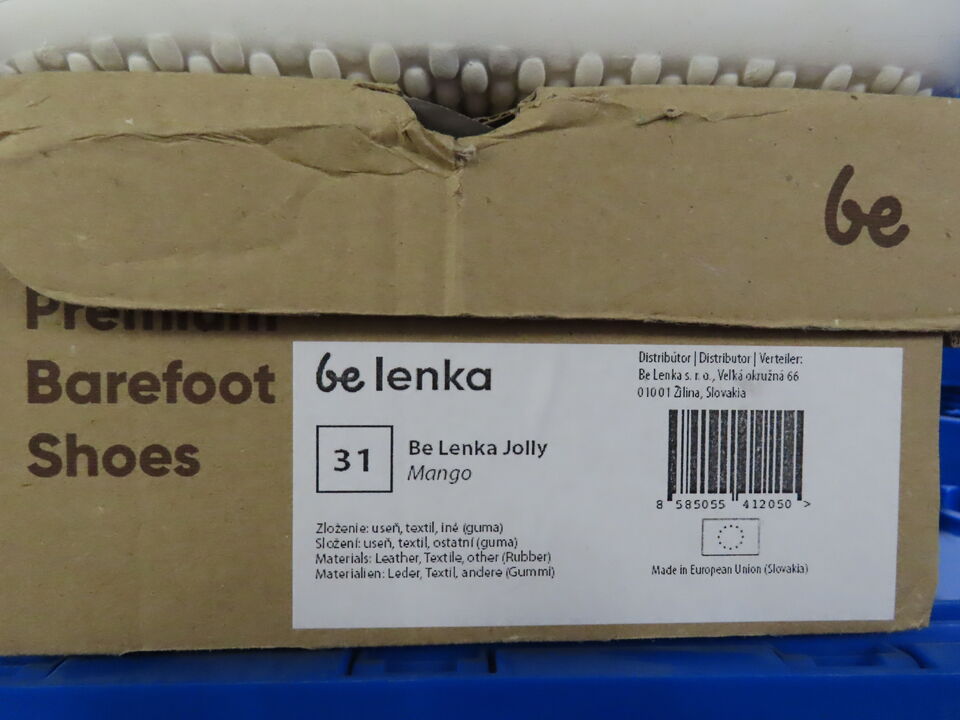 be
Premium
Barefoot
Shoes
be lenka
31
Be Lenka Jolly
Mango
Zloženie: useň, textil, iné (guma)
Složení: useň, textil, ostatní (guma)
Materials: Leather, Textile, other (Rubber)
Materialien: Leder, Textil, andere (Gummi)
Distribútor | Distributor | Verteiler:
Be Lenka s. r. o., Veľká okružná 66
010 01 Žilina, Slovakia
8 585055 412050 >
Made in European Union (Slovakia)